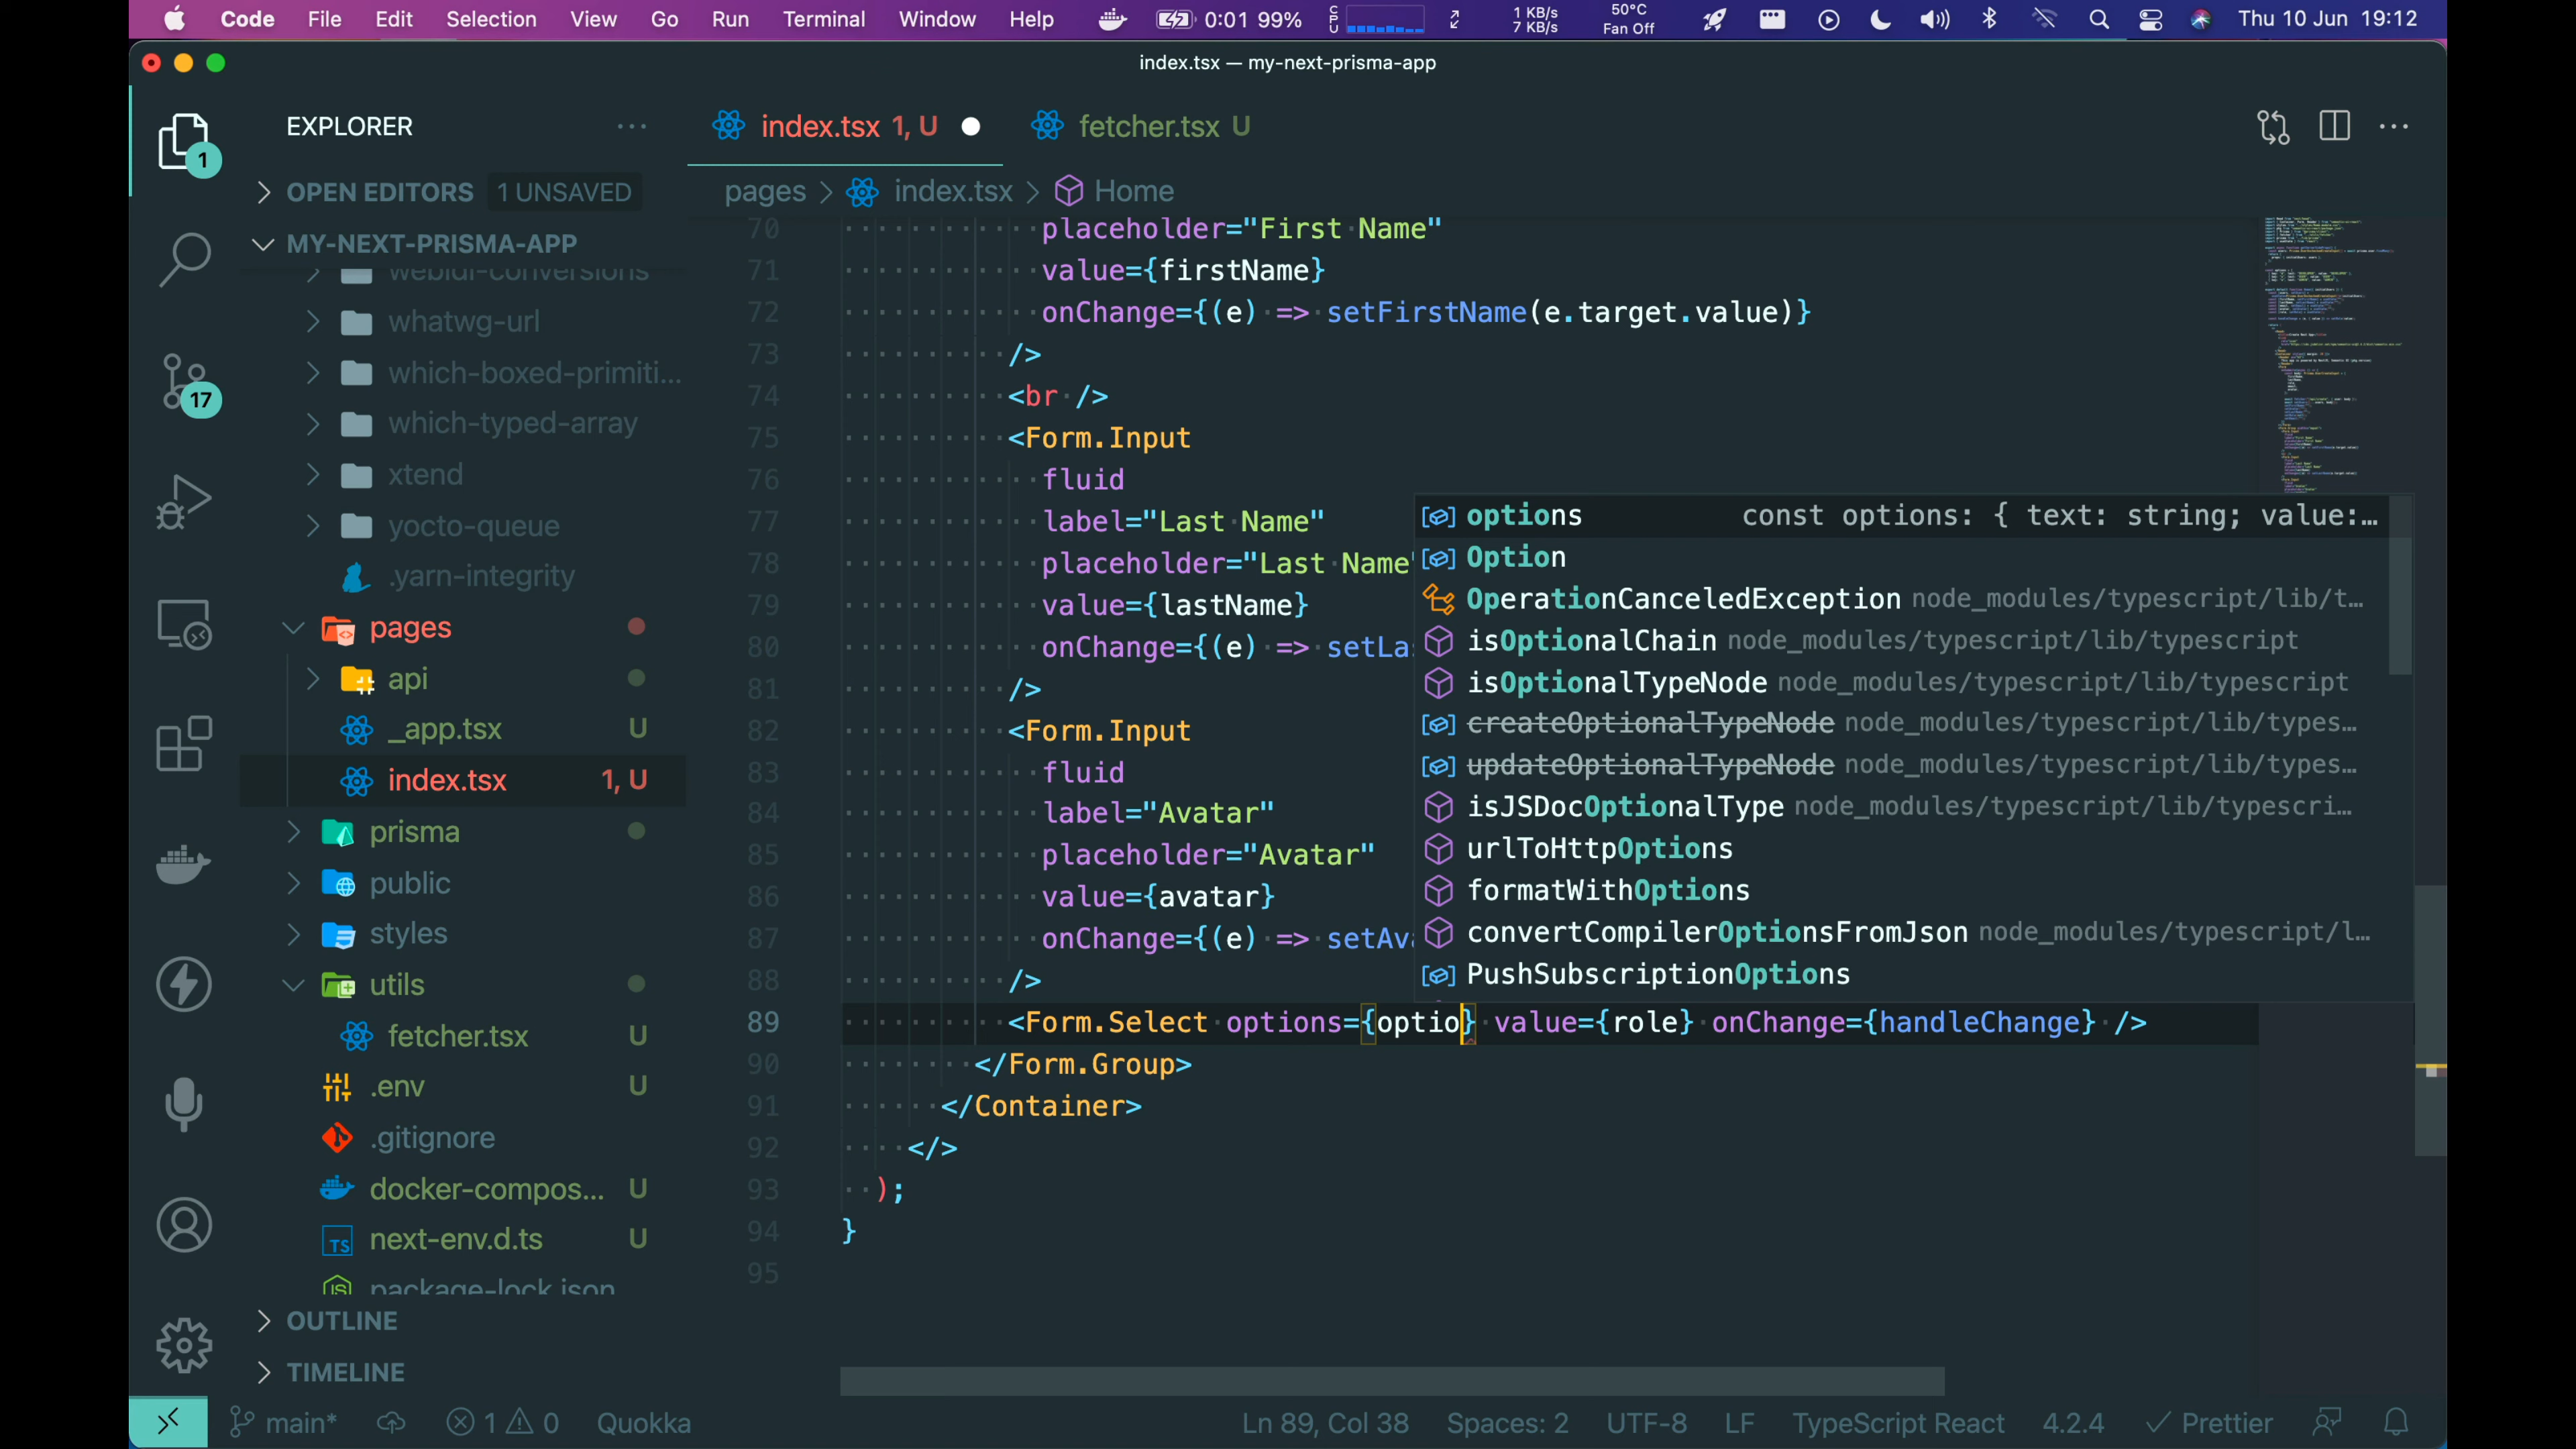 Code File Edit Selection View Go Run Terminal Window Help 0:01 99% CPU 1 KB/s 7 KB/s 50°C Fan Off Thu 10 Jun 19:12
index.tsx — my-next-prisma-app
EXPLORER
index.tsx 1, U
fetcher.tsx U
1
OPEN EDITORS 1 UNSAVED
pages > index.tsx > Home
MY-NEXT-PRISMA-APP
webidl-conversions
whatwg-url
which-boxed-primiti...
which-typed-array
xtend
yocto-queue
.yarn-integrity
pages
api
_app.tsx U
index.tsx 1, U
prisma
public
styles
utils
fetcher.tsx U
.env U
.gitignore
docker-compos... U
next-env.d.ts U
package-lock.json
OUTLINE
TIMELINE
17
70 placeholder="First Name"
71 value={firstName}
72 onChange={(e) => setFirstName(e.target.value)}
73 />
74 <br />
75 <Form.Input
76 fluid
77 label="Last Name"
78 placeholder="Last Name"
79 value={lastName}
80 onChange={(e) => setLa
81 />
82 <Form.Input
83 fluid
84 label="Avatar"
85 placeholder="Avatar"
86 value={avatar}
87 onChange={(e) => setAv
88 />
89 <Form.Select options={optio} value={role} onChange={handleChange} />
90 </Form.Group>
91 </Container>
92 </>
93 );
94 }
95
options const options: { text: string; value:...
Option
OperationCanceledException node_modules/typescript/lib/t...
isOptionalChain node_modules/typescript/lib/typescript
isOptionalTypeNode node_modules/typescript/lib/typescript
createOptionalTypeNode node_modules/typescript/lib/types...
updateOptionalTypeNode node_modules/typescript/lib/types...
isJSDocOptionalType node_modules/typescript/lib/typescri...
urlToHttpOptions
formatWithOptions
convertCompilerOptionsFromJson node_modules/typescript/l...
PushSubscriptionOptions
main* 1 0 Quokka Ln 89, Col 38 Spaces: 2 UTF-8 LF TypeScript React 4.2.4 Prettier